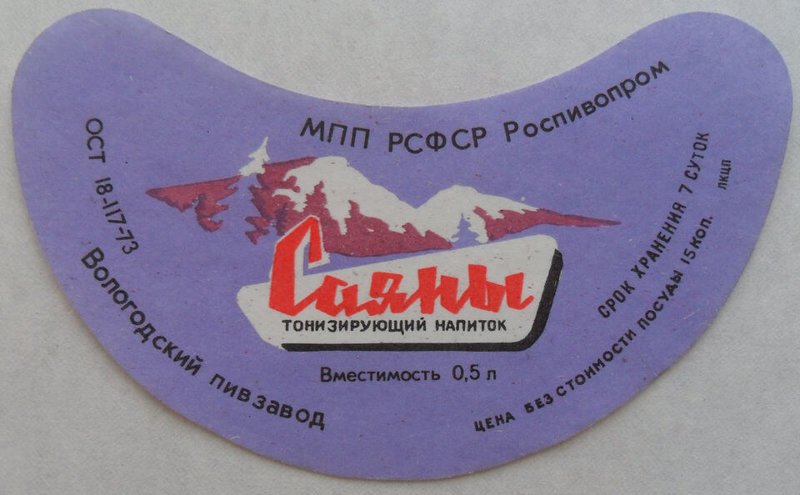 МПП РСФСР Роспивопром
ОСТ 18-117-73
Вологодский пивзавод
Саяны
ТОНИЗИРУЮЩИЙ НАПИТОК
Вместимость 0,5 л
СРОК ХРАНЕНИЯ 7 СУТОК
ЦЕНА БЕЗ СТОИМОСТИ ПОСУДЫ 15 КОП.
ЛКЦП